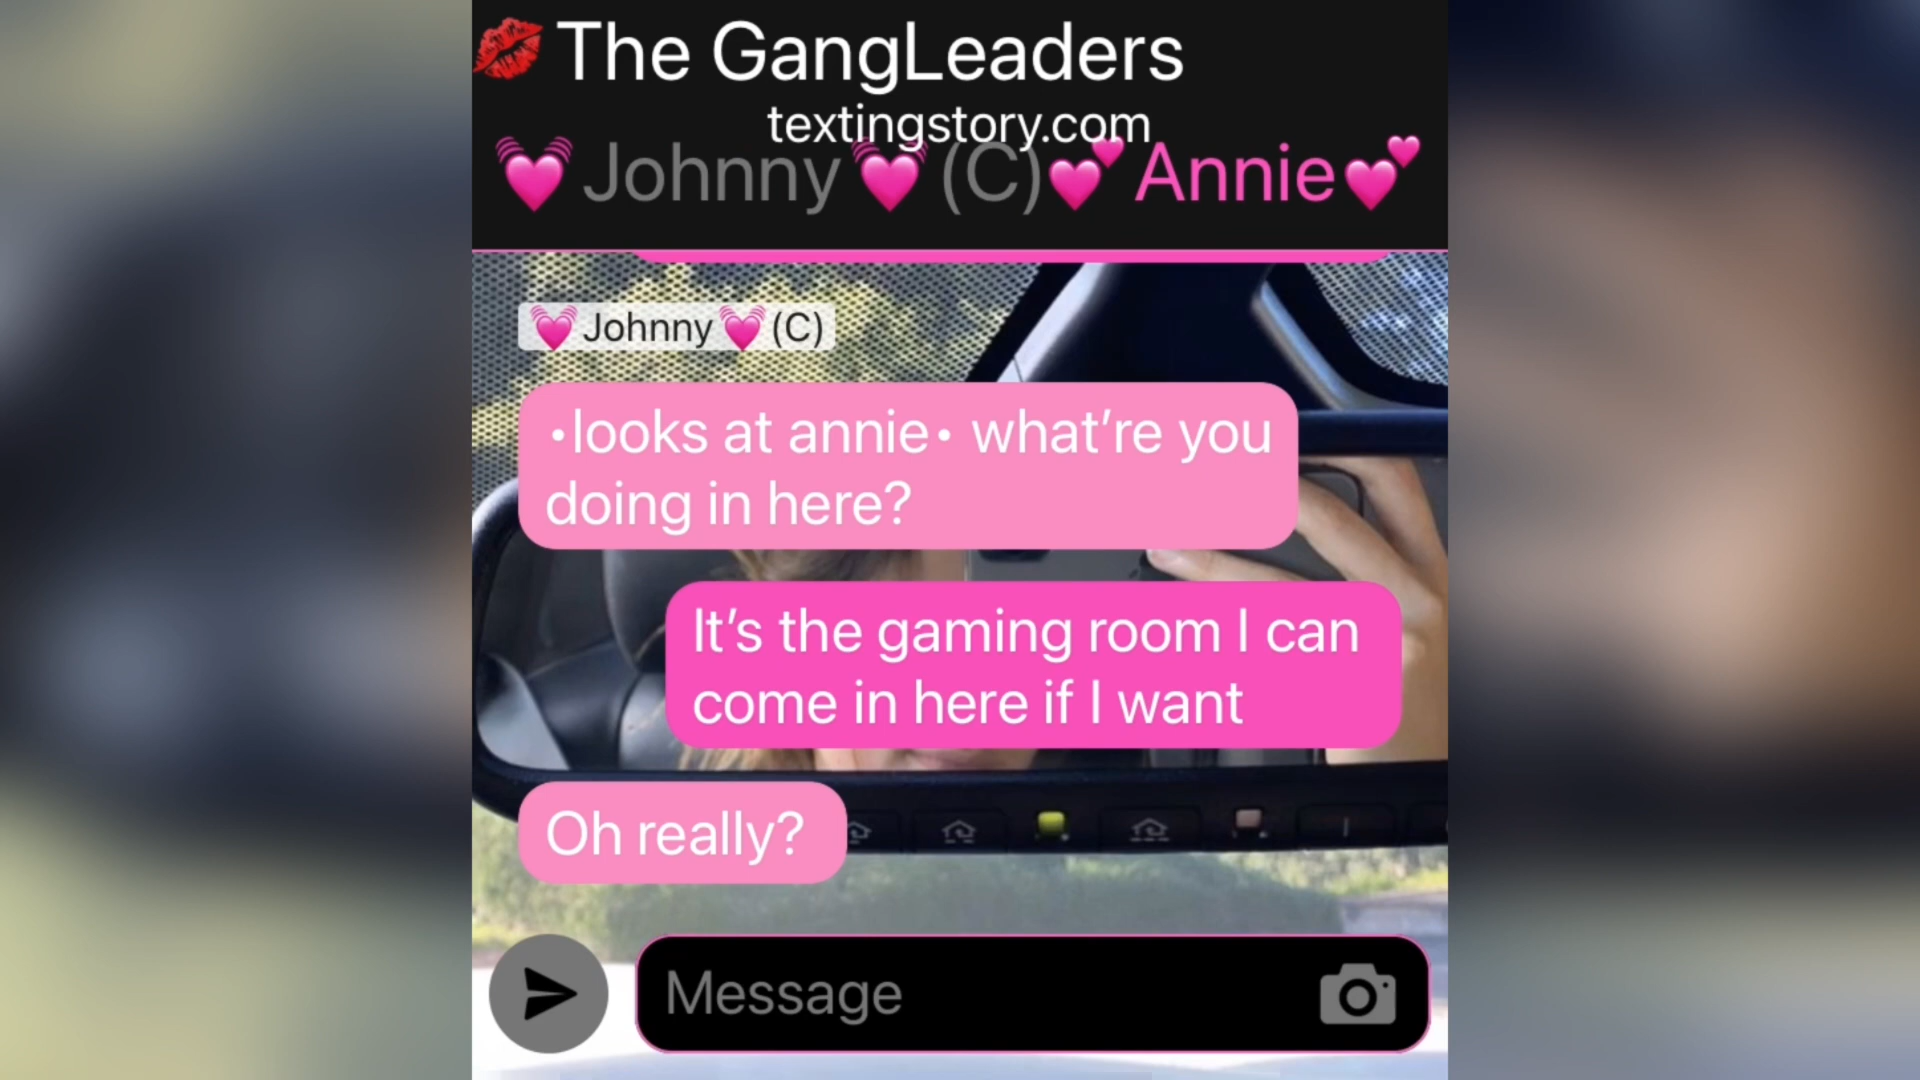 💋The GangLeaders
textingstory.com
💓Johnny💓(C)💕Annie💕
💓Johnny💓(C)
•looks at annie• what’re you
doing in here?
It’s the gaming room I can
come in here if I want
Oh really?
Message